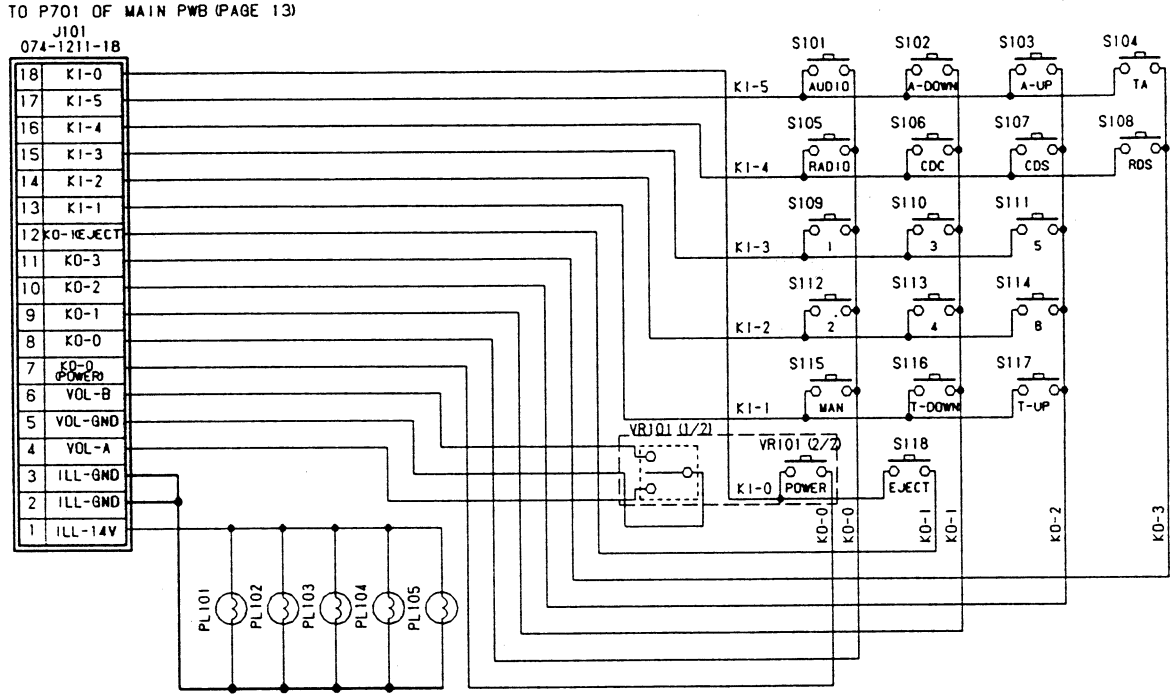 TO P701 OF MAIN PWB (PAGE 13)
J101
074-1211-18
18 KI-0
17 KI-5
16 KI-4
15 KI-3
14 KI-2
13 KI-1
12 KO-1(EJECT)
11 KO-3
10 KO-2
9 KO-1
8 KO-0
7 KO-0 (POWER)
6 VOL-B
5 VOL-GND
4 VOL-A
3 ILL-GND
2 ILL-GND
1 ILL-14V
S101 S102 S103 S104
KI-5 AUDIO A-DOWN A-UP TA
S105 S106 S107 S108
KI-4 RADIO CDC CDS RDS
S109 S110 S111
KI-3 1 3 5
S112 S113 S114
KI-2 2 4 6
S115 S116 S117
KI-1 MAN T-DOWN T-UP
VR101 (1/2) VR101 (2/2) S118
KI-0 POWER EJECT
KO-0 KO-0 KO-1 KO-1 KO-2 KO-3
PL101 PL102 PL103 PL104 PL105